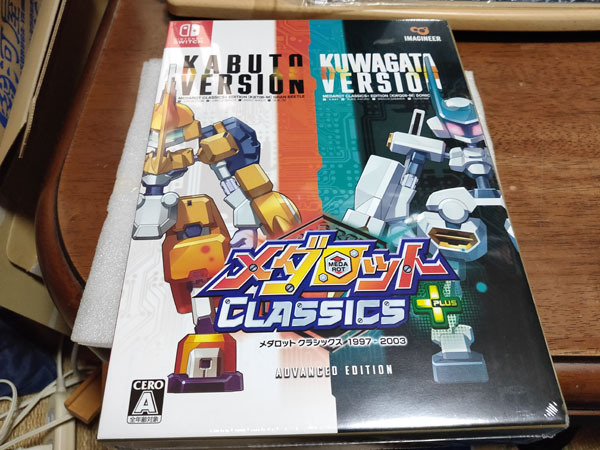 NINTENDO
SWITCH
IMAGINEER
KABUTO
VERSION
KUWAGATA
VERSION
メダロット
MEDA
ROT
CLASSICS
PLUS
メダロット クラシックス 1997 - 2003
ADVANCED EDITION
CERO
A
全年齢対象